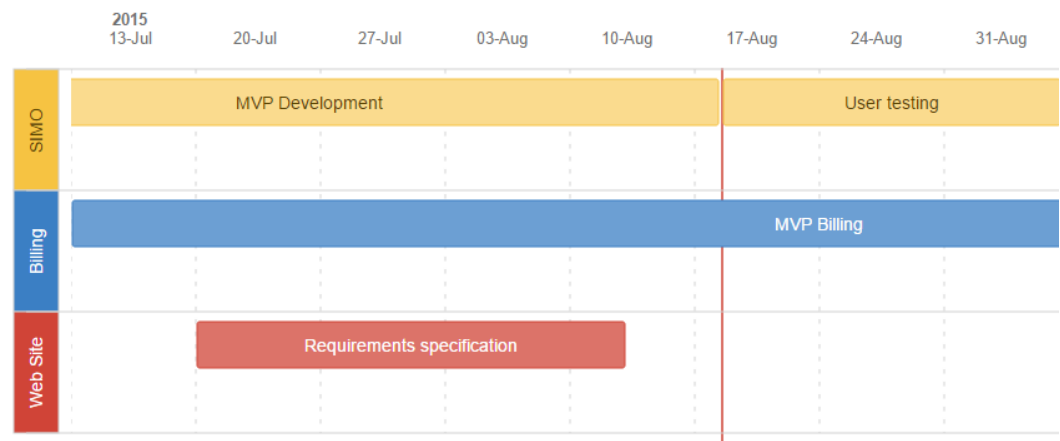 2015
13-Jul 20-Jul 27-Jul 03-Aug 10-Aug 17-Aug 24-Aug 31-Aug
SIMO
MVP Development User testing
Billing
MVP Billing
Web Site
Requirements specification